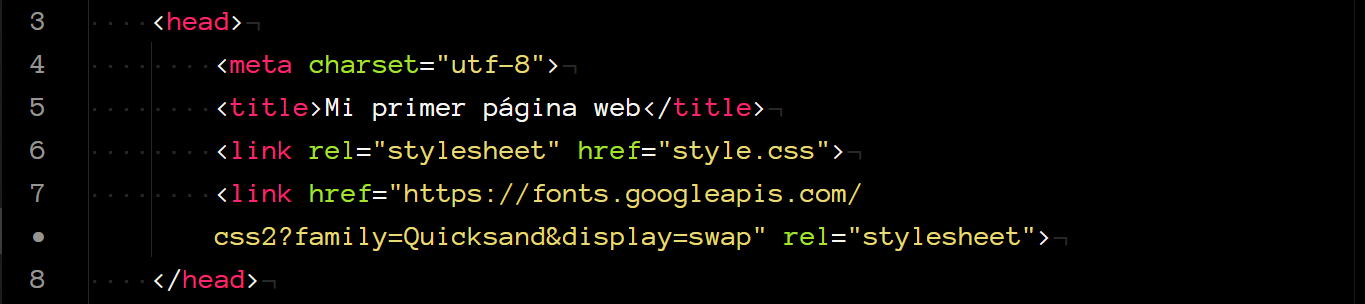 3 <head>
4 <meta charset="utf-8">
5 <title>Mi primer página web</title>
6 <link rel="stylesheet" href="style.css">
7 <link href="https://fonts.googleapis.com/
css2?family=Quicksand&display=swap" rel="stylesheet">
8 </head>